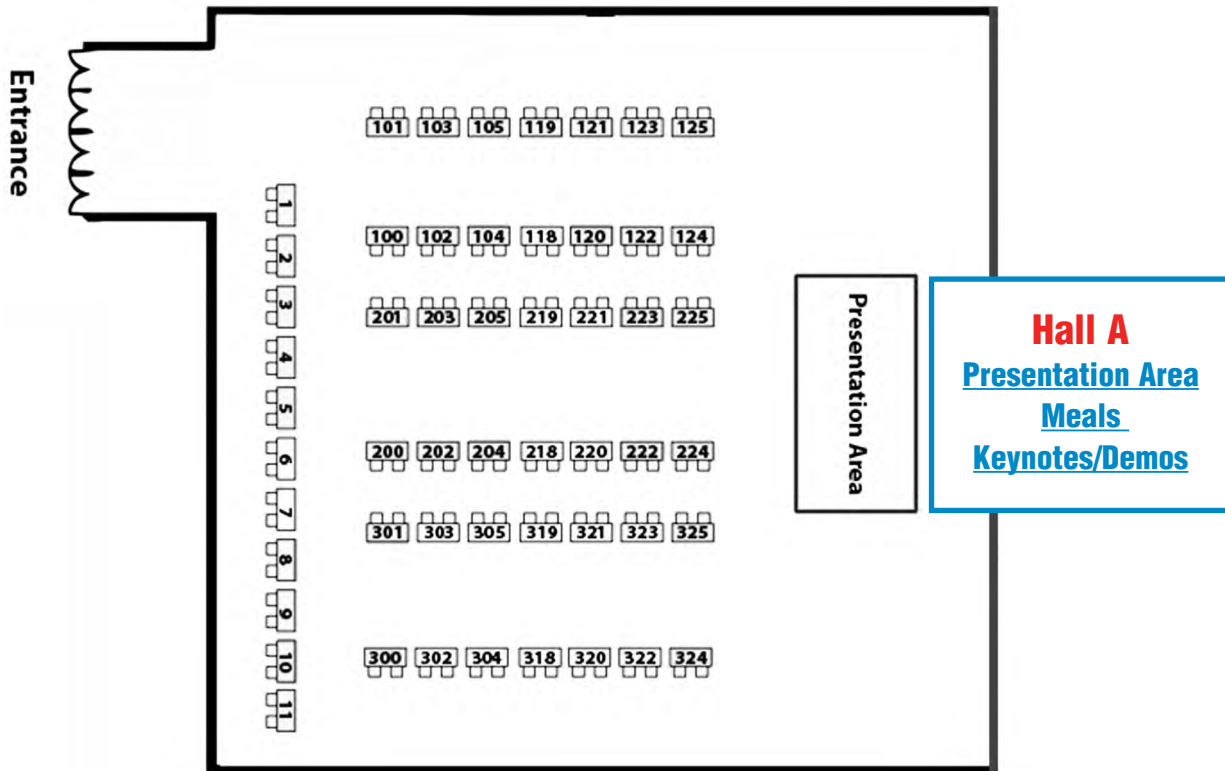 Entrance
101 103 105 119 121 123 125
1
100 102 104 118 120 122 124
2
3
201 203 205 219 221 223 225
4
5
200 202 204 218 220 222 224
6
7
301 303 305 319 321 323 325
8
9
10
300 302 304 318 320 322 324
11
Presentation Area
Hall A
Presentation Area
Meals
Keynotes/Demos